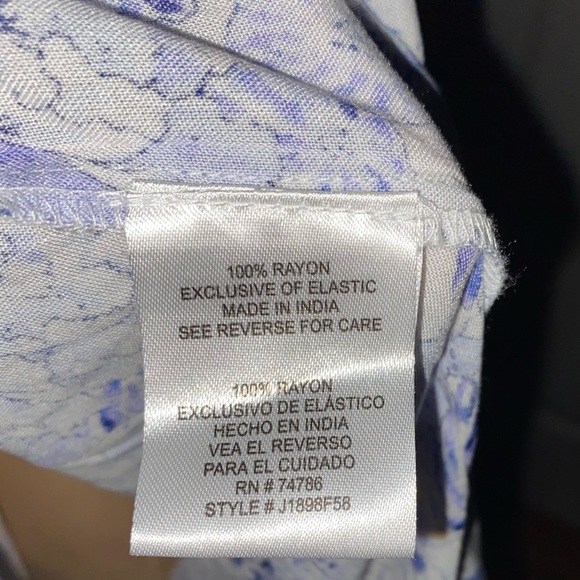 100% RAYON
EXCLUSIVE OF ELASTIC
MADE IN INDIA
SEE REVERSE FOR CARE
100% RAYON
EXCLUSIVO DE ELÁSTICO
HECHO EN INDIA
VEA EL REVERSO
PARA EL CUIDADO
RN # 74786
STYLE # J1898F58